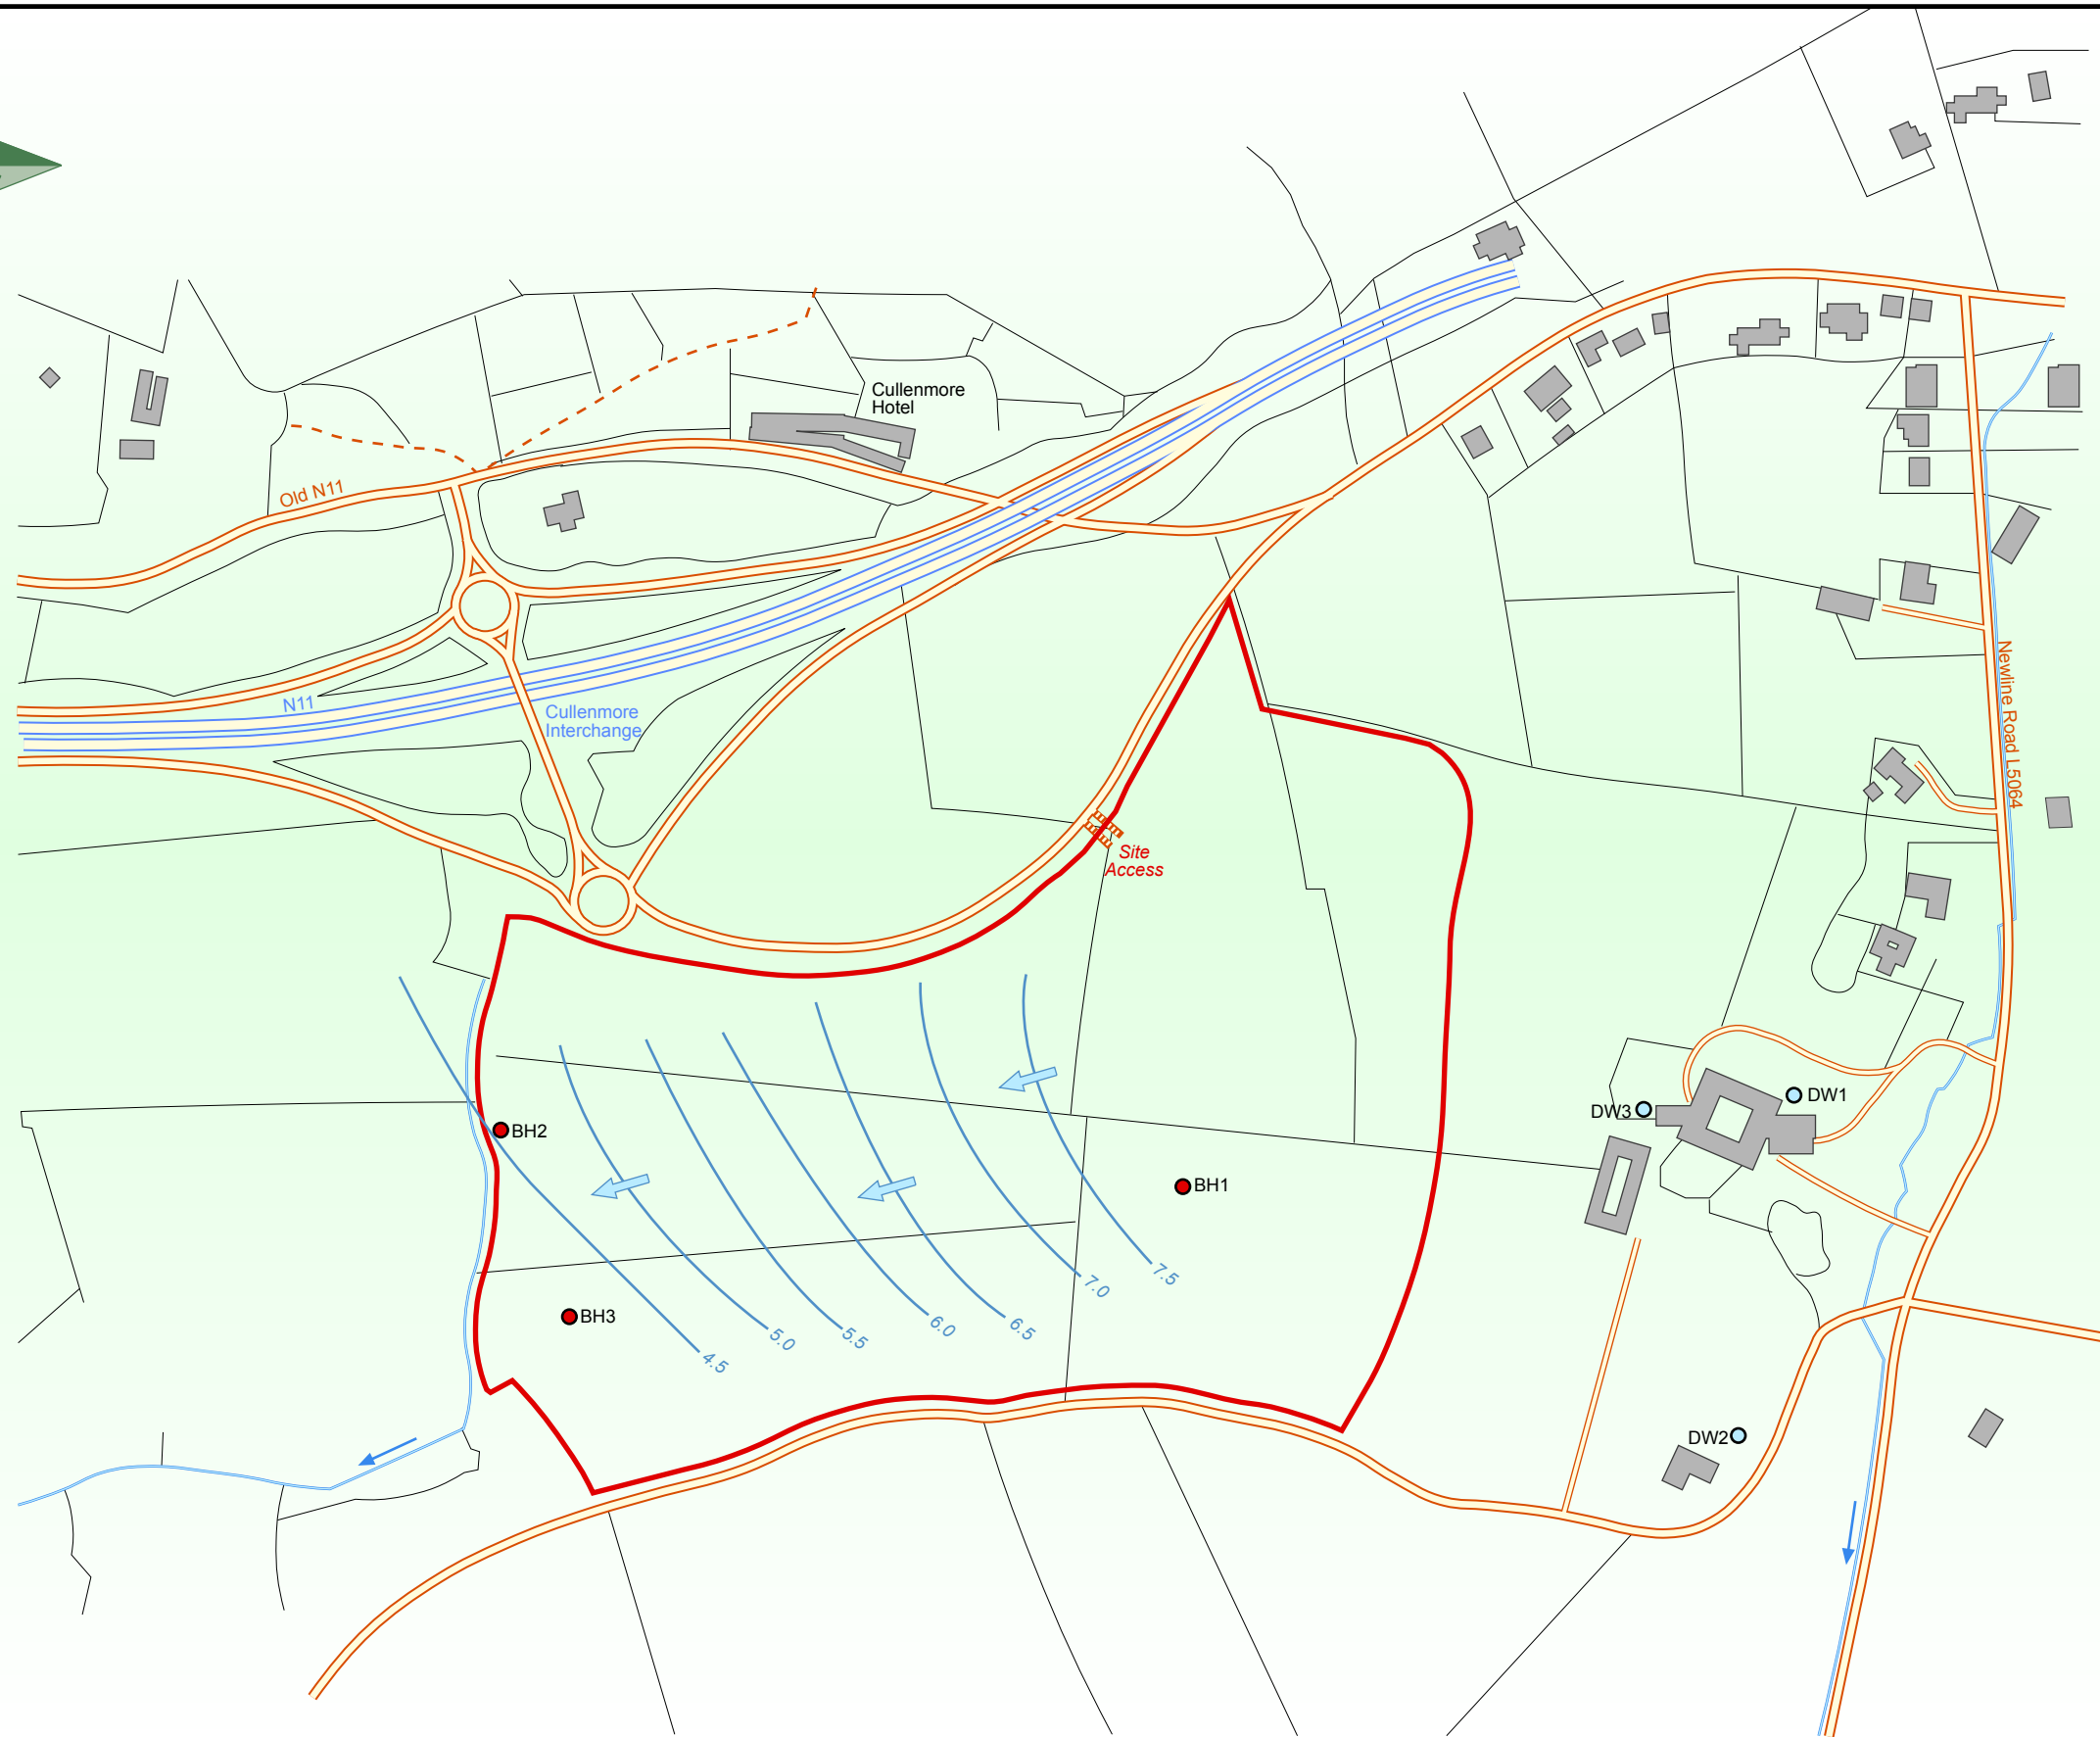 Cullenmore
Hotel
Old N11
N11
Cullenmore
Interchange
Newline Road L5064
Site
Access
DW1
DW3
BH2
BH1
BH3
7.5
7.0
6.5
6.0
5.5
5.0
4.5
DW2